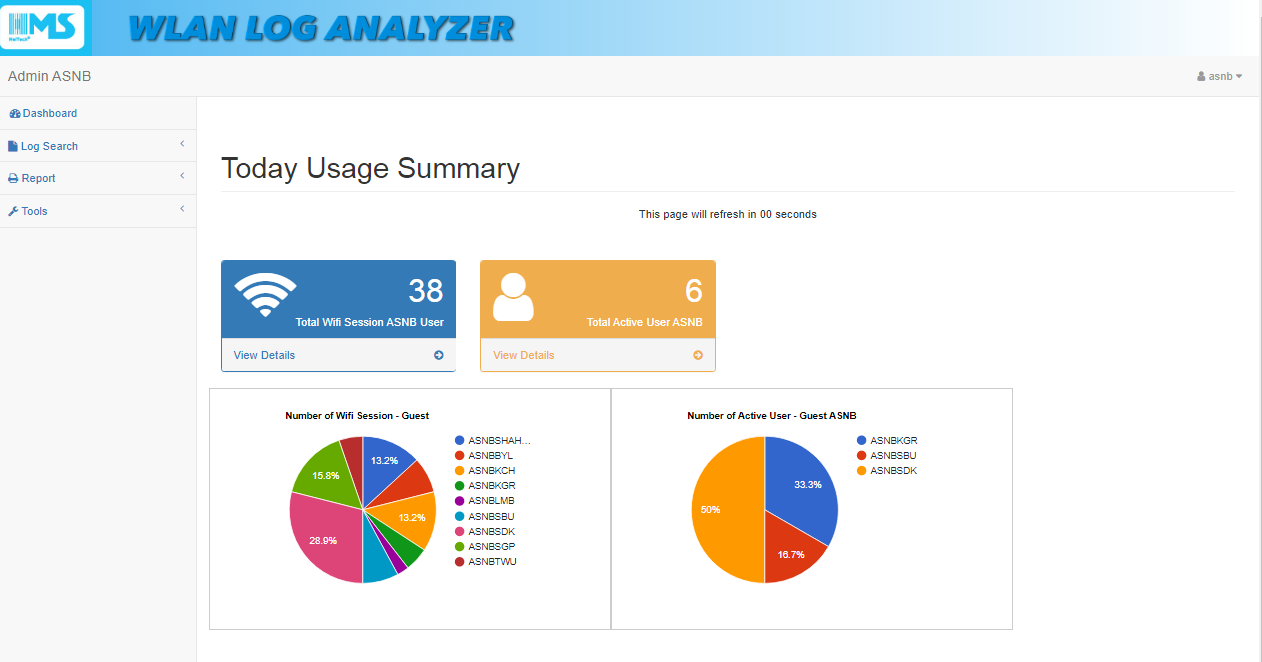 MS
WLAN LOG ANALYZER
Admin ASNB
asnb
Dashboard
Log Search
Report
Tools
Today Usage Summary
This page will refresh in 00 seconds
38
Total Wifi Session ASNB User
View Details
6
Total Active User ASNB
View Details
Number of Wifi Session - Guest
13.2%
13.2%
28.9%
15.8%
ASNBSHAH...
ASNBBYL
ASNBKCH
ASNBKGR
ASNBLMB
ASNBSBU
ASNBSDK
ASNBSGP
ASNBTWU
Number of Active User - Guest ASNB
33.3%
16.7%
50%
ASNBKGR
ASNBSBU
ASNBSDK